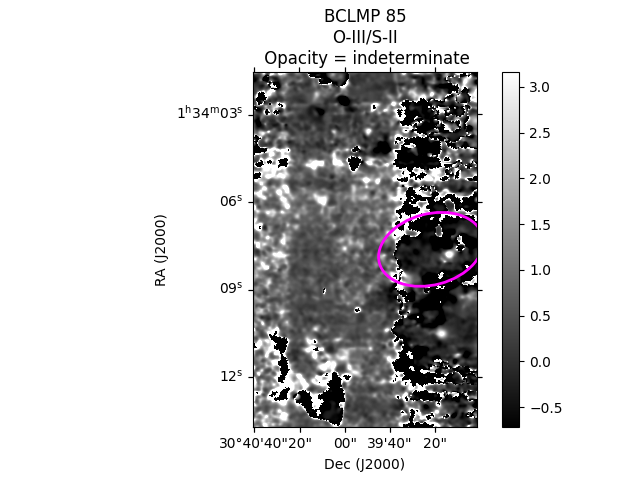 BCLMP 85
O-III/S-II
Opacity = indeterminate
1h34m03s
06s
09s
12s
RA (J2000)
30°40'40"20"
00"
39'40"
20"
Dec (J2000)
3.0
2.5
2.0
1.5
1.0
0.5
0.0
−0.5